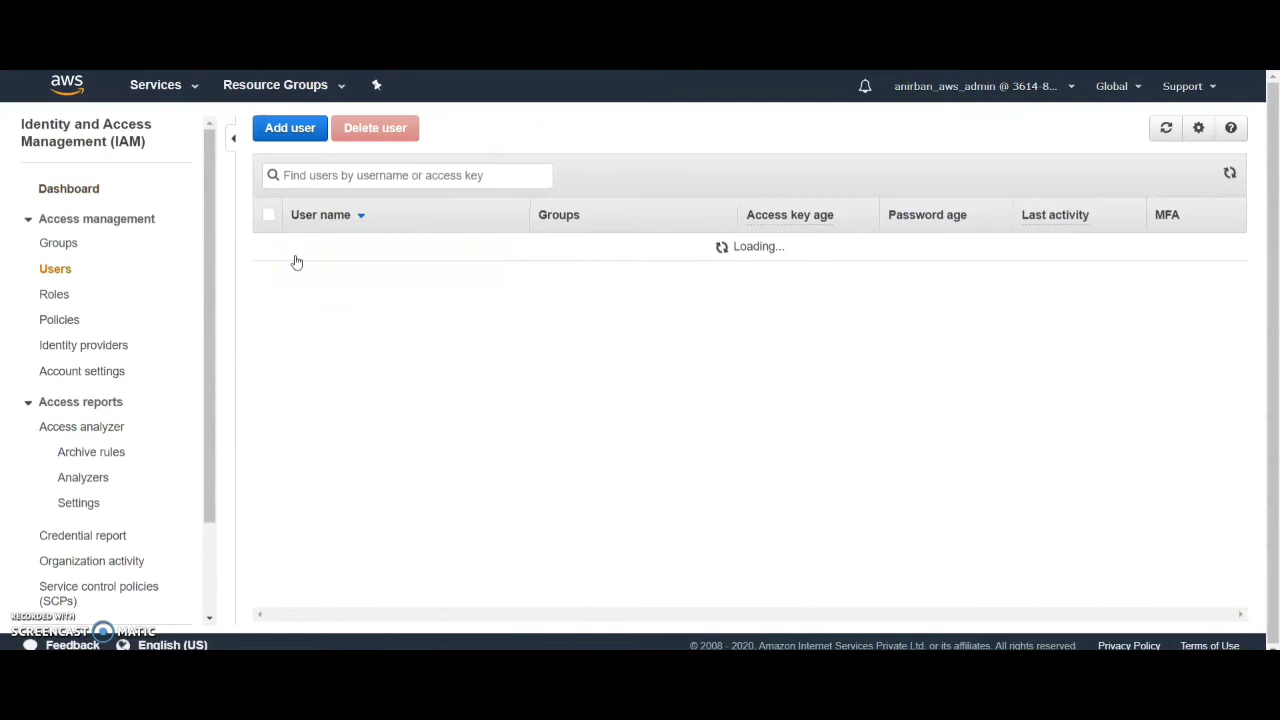 aws
Services
Resource Groups
anirban_aws_admin @ 3614-8...
Global
Support
Identity and Access
Management (IAM)
Dashboard
Access management
Groups
Users
Roles
Policies
Identity providers
Account settings
Access reports
Access analyzer
Archive rules
Analyzers
Settings
Credential report
Organization activity
Service control policies
(SCPs)
Add user
Delete user
Find users by username or access key
User name
Groups
Access key age
Password age
Last activity
MFA
Loading...
RECORDED WITH
SCREENCAST MATIC
Feedback
English (US)
© 2008 - 2020, Amazon Internet Services Private Ltd. or its affiliates. All rights reserved.
Privacy Policy
Terms of Use